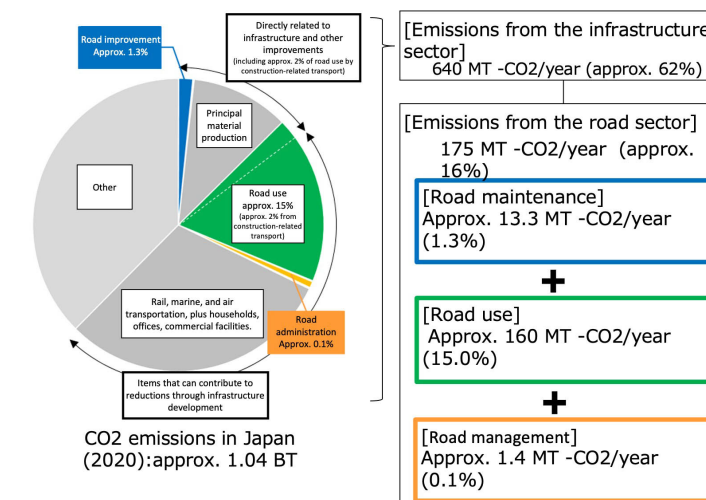 Road improvement
Approx. 1.3%
Directly related to
infrastructure and other
improvements
(including approx. 2% of road use by
construction-related transport)
Principal
material
production
Other
Road use
approx. 15%
(approx. 2% from
construction-related
transport)
Rail, marine, and air
transportation, plus households,
offices, commercial facilities.
Road
administration
Approx. 0.1%
Items that can contribute to
reductions through infrastructure
development
CO2 emissions in Japan
(2020):approx. 1.04 BT
[Emissions from the infrastructure
sector]
640 MT -CO2/year (approx. 62%)
[Emissions from the road sector]
175 MT -CO2/year (approx.
16%)
[Road maintenance]
Approx. 13.3 MT -CO2/year
(1.3%)
+
[Road use]
Approx. 160 MT -CO2/year
(15.0%)
+
[Road management]
Approx. 1.4 MT -CO2/year
(0.1%)